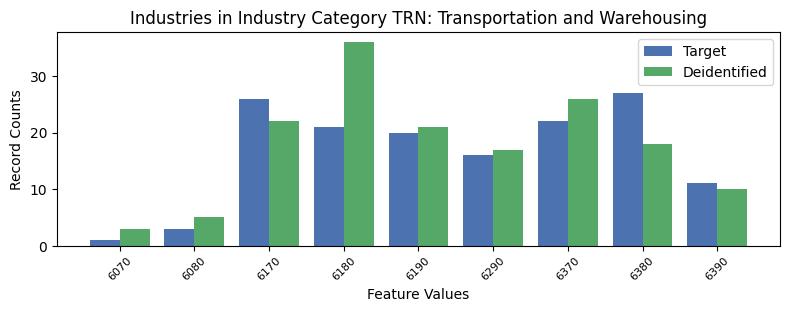 Industries in Industry Category TRN: Transportation and Warehousing
Target
Deidentified
Record Counts
30
20
10
0
6070 6080 6170 6180 6190 6290 6370 6380 6390
Feature Values